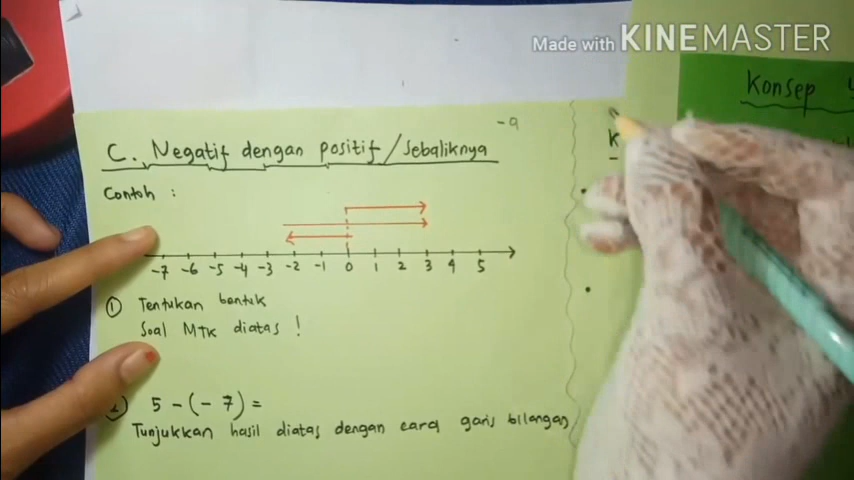 Made with KINEMASTER
Konsep
-9
C. Negatif dengan positif/Sebaliknya
K
Contoh :
-7 -6 -5 -4 -3 -2 -1 0 1 2 3 4 5
1 Tentukan bentuk
Soal MTK diatas !
5 - (- 7) =
Tunjukkan hasil diatas dengan cara garis bilangan